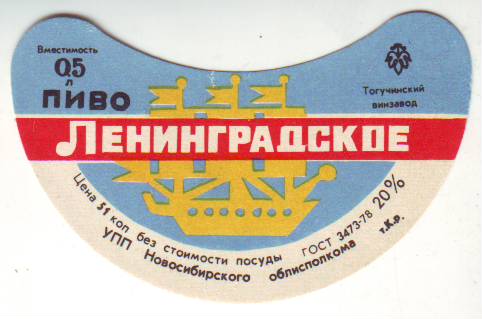 Вместимость
0,5
л
ПИВО
Тогучинский
винзавод
ЛЕНИНГРАДСКОЕ
Цена 51 коп без стоимости посуды ГОСТ 3473-78 20%
УПП Новосибирского облисполкома т.К.р.